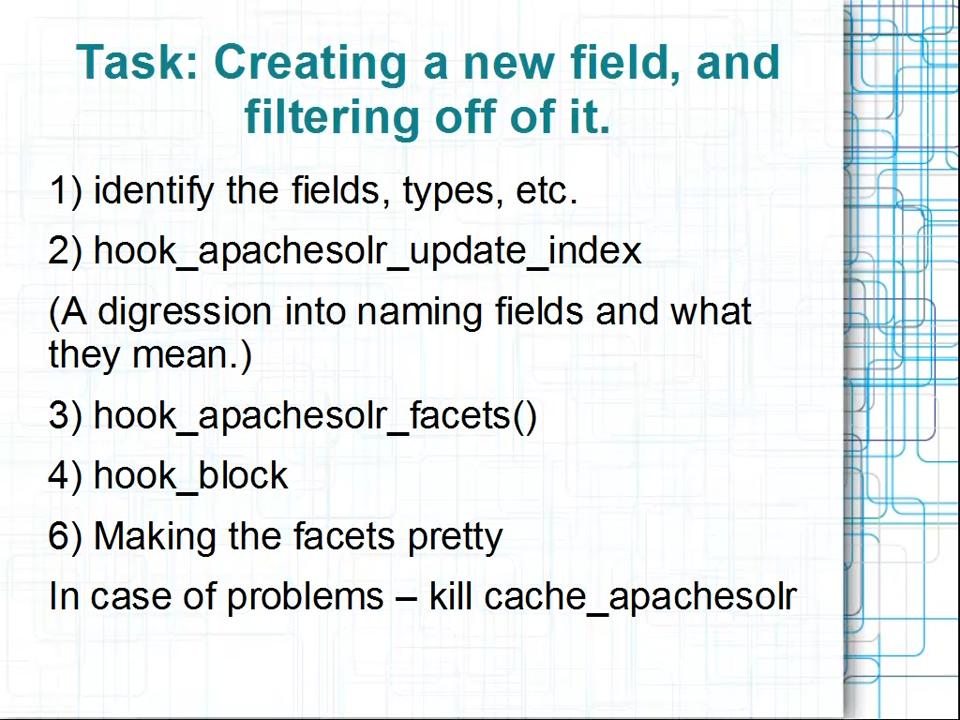 Task: Creating a new field, and
filtering off of it.
1) identify the fields, types, etc.
2) hook_apachesolr_update_index
(A digression into naming fields and what
they mean.)
3) hook_apachesolr_facets()
4) hook_block
6) Making the facets pretty
In case of problems – kill cache_apachesolr